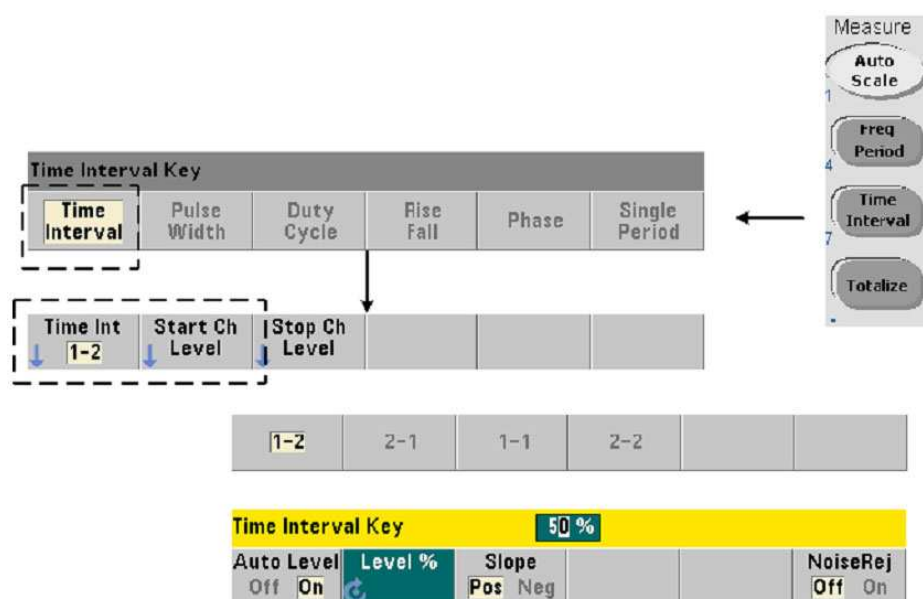 Measure
Auto
Scale
1
Freq
Period
4
Time
Interval
7
Totalize
.
Time Interval Key
Time
Interval
Pulse
Width
Duty
Cycle
Rise
Fall
Phase
Single
Period
Time Int
1-2
Start Ch
Level
Stop Ch
Level
1-2
2-1
1-1
2-2
Time Interval Key
50 %
Auto Level
Off On
Level %
Slope
Pos Neg
NoiseRej
Off On